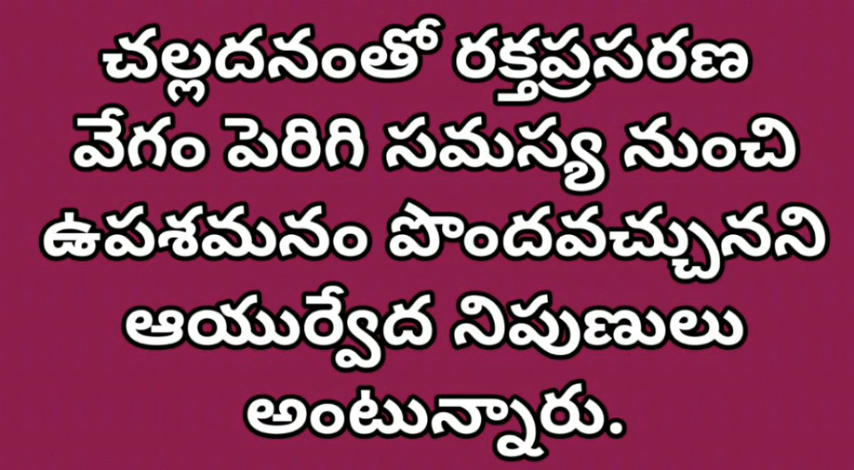 చల్లదనంతో రక్తప్రసరణ
వేగం పెరిగి సమస్య నుంచి
ఉపశమనం పొందవచ్చునని
ఆయుర్వేద నిపుణులు
అంటున్నారు.